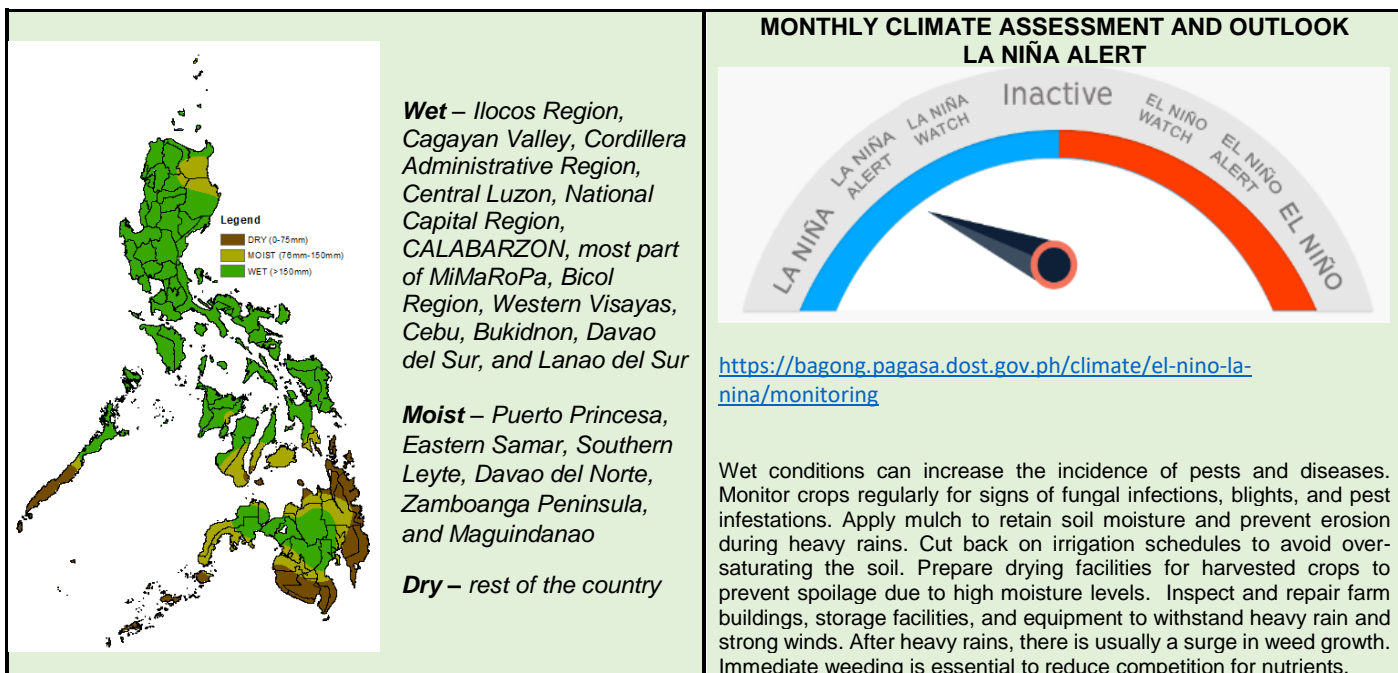 Legend
DRY (0-75mm)
MOIST (76mm-150mm)
WET (>150mm)
Wet – Ilocos Region,
Cagayan Valley, Cordillera
Administrative Region,
Central Luzon, National
Capital Region,
CALABARZON, most part
of MiMaRoPa, Bicol
Region, Western Visayas,
Cebu, Bukidnon, Davao
del Sur, and Lanao del Sur
Moist – Puerto Princesa,
Eastern Samar, Southern
Leyte, Davao del Norte,
Zamboanga Peninsula,
and Maguindanao
Dry – rest of the country
MONTHLY CLIMATE ASSESSMENT AND OUTLOOK
LA NIÑA ALERT
LA NIÑA
LA NIÑA
ALERT
LA NIÑA
WATCH
Inactive
EL NIÑO
WATCH
EL NIÑO
ALERT
EL NIÑO
https://bagong.pagasa.dost.gov.ph/climate/el-nino-la-
nina/monitoring
Wet conditions can increase the incidence of pests and diseases.
Monitor crops regularly for signs of fungal infections, blights, and pest
infestations. Apply mulch to retain soil moisture and prevent erosion
during heavy rains. Cut back on irrigation schedules to avoid over-
saturating the soil. Prepare drying facilities for harvested crops to
prevent spoilage due to high moisture levels. Inspect and repair farm
buildings, storage facilities, and equipment to withstand heavy rain and
strong winds. After heavy rains, there is usually a surge in weed growth.
Immediate weeding is essential to reduce competition for nutrients.